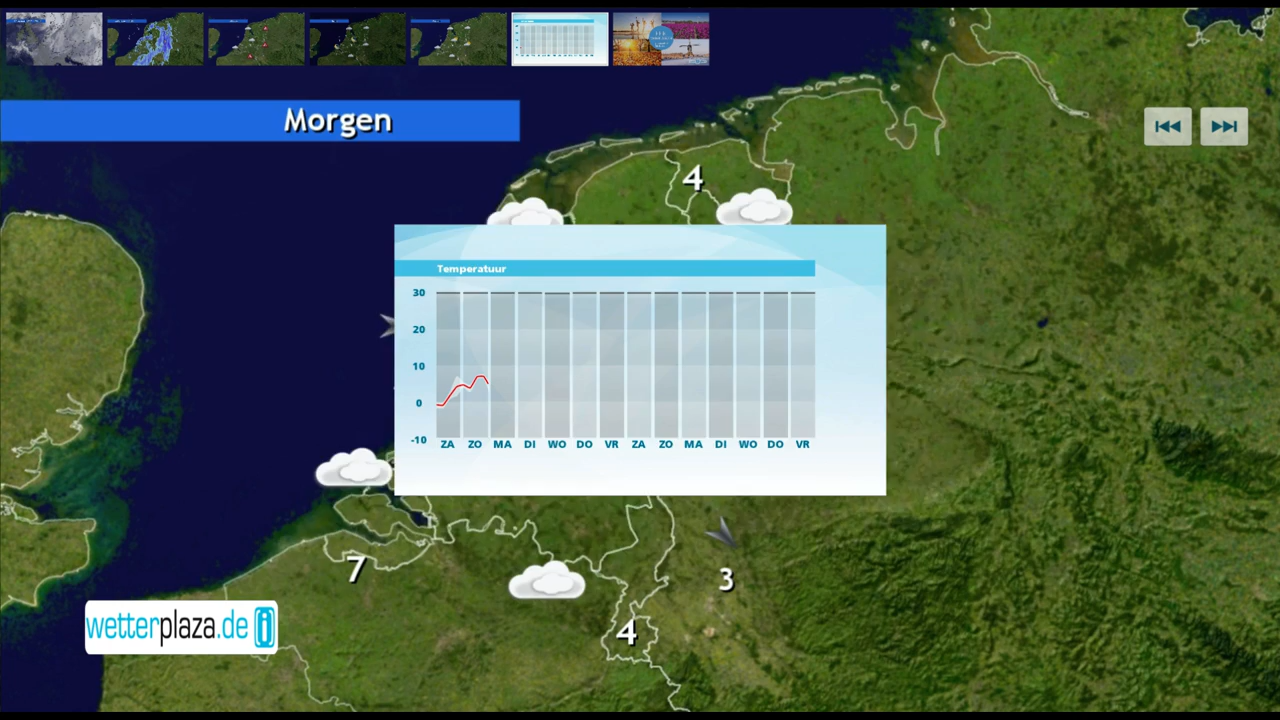 Morgen
4
Temperatuur
30
20
10
0
-10
ZA ZO MA DI WO DO VR ZA ZO MA DI WO DO VR
7
3
4
wetterplaza.de i